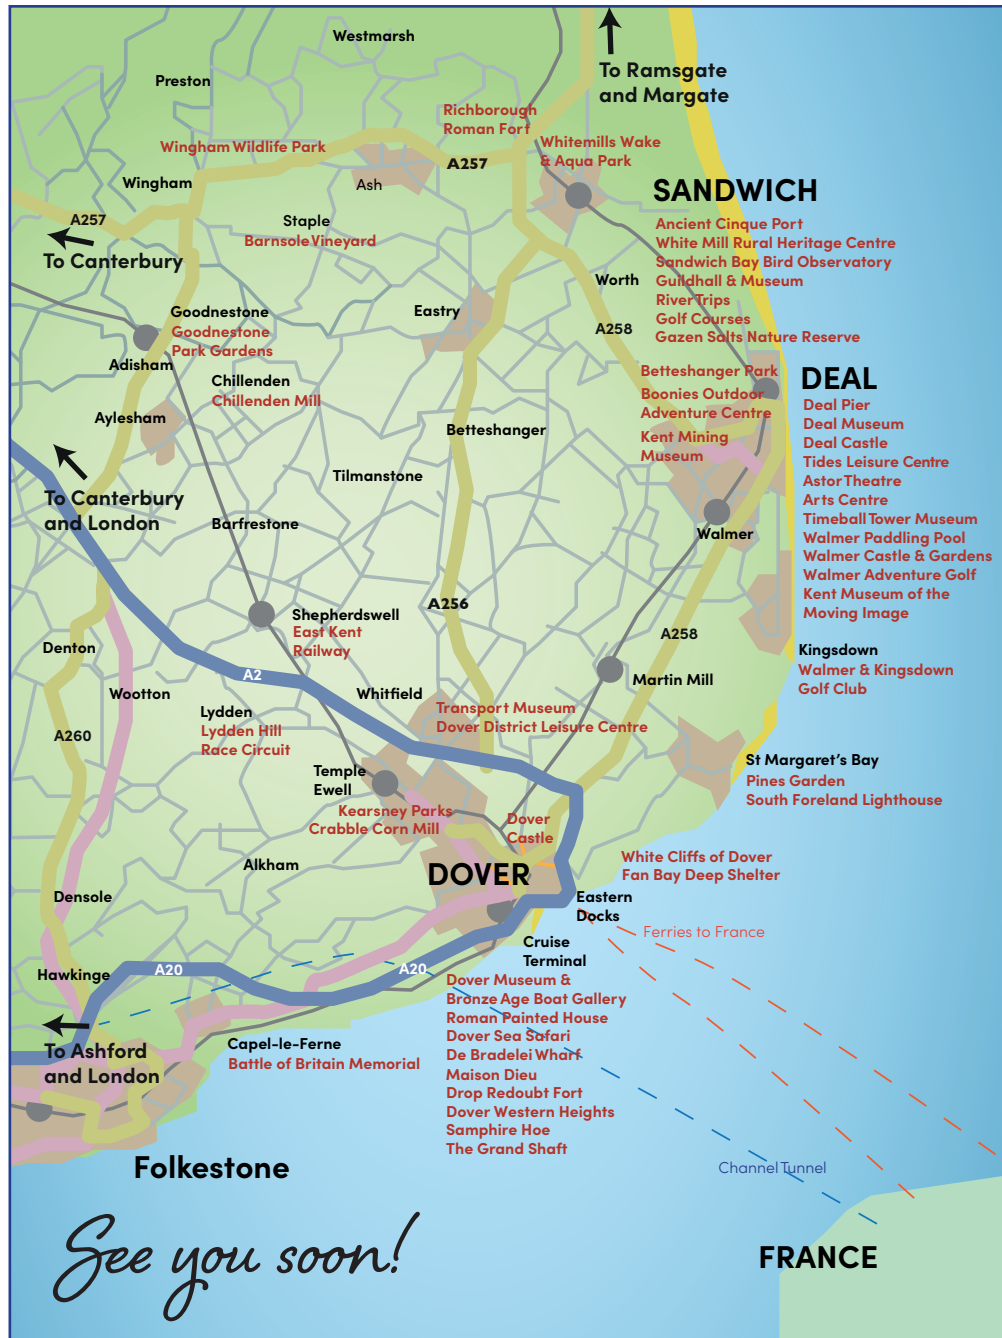 Westmarsh
To Ramsgate
and Margate
Preston
Richborough
Roman Fort
Whitemills Wake
& Aqua Park
Wingham Wildlife Park
A257
Wingham
Ash
SANDWICH
A257
Staple
Barnsole Vineyard
To Canterbury
Ancient Cinque Port
White Mill Rural Heritage Centre
Sandwich Bay Bird Observatory
Guildhall & Museum
River Trips
Golf Courses
Gazen Salts Nature Reserve
Worth
Eastry
A258
Goodnestone
Goodnestone
Park Gardens
Adisham
Chillenden
Chillenden Mill
Aylesham
Betteshanger Park
Boonies Outdoor
Adventure Centre
Kent Mining
Museum
DEAL
Deal Pier
Deal Museum
Deal Castle
Tides Leisure Centre
Astor Theatre
Arts Centre
Timeball Tower Museum
Walmer Paddling Pool
Walmer Castle & Gardens
Walmer Adventure Golf
Kent Museum of the
Moving Image
Betteshanger
Tilmanstone
To Canterbury
and London
Barfrestone
Walmer
A256
Shepherdswell
East Kent
Railway
A258
Denton
Kingsdown
Walmer & Kingsdown
Golf Club
Martin Mill
A2
Wootton
Whitfield
Transport Museum
Dover District Leisure Centre
Lydden
Lydden Hill
Race Circuit
A260
St Margaret's Bay
Pines Garden
South Foreland Lighthouse
Temple
Ewell
Kearsney Parks
Crabble Corn Mill
Dover
Castle
Alkham
DOVER
White Cliffs of Dover
Fan Bay Deep Shelter
Densole
Eastern
Docks
Ferries to France
Cruise
Terminal
Hawkinge
A20
A20
Dover Museum &
Bronze Age Boat Gallery
Roman Painted House
Dover Sea Safari
De Bradelei Wharf
Maison Dieu
Drop Redoubt Fort
Dover Western Heights
Samphire Hoe
The Grand Shaft
To Ashford
and London
Capel-le-Ferne
Battle of Britain Memorial
Folkestone
Channel Tunnel
See you soon!
FRANCE